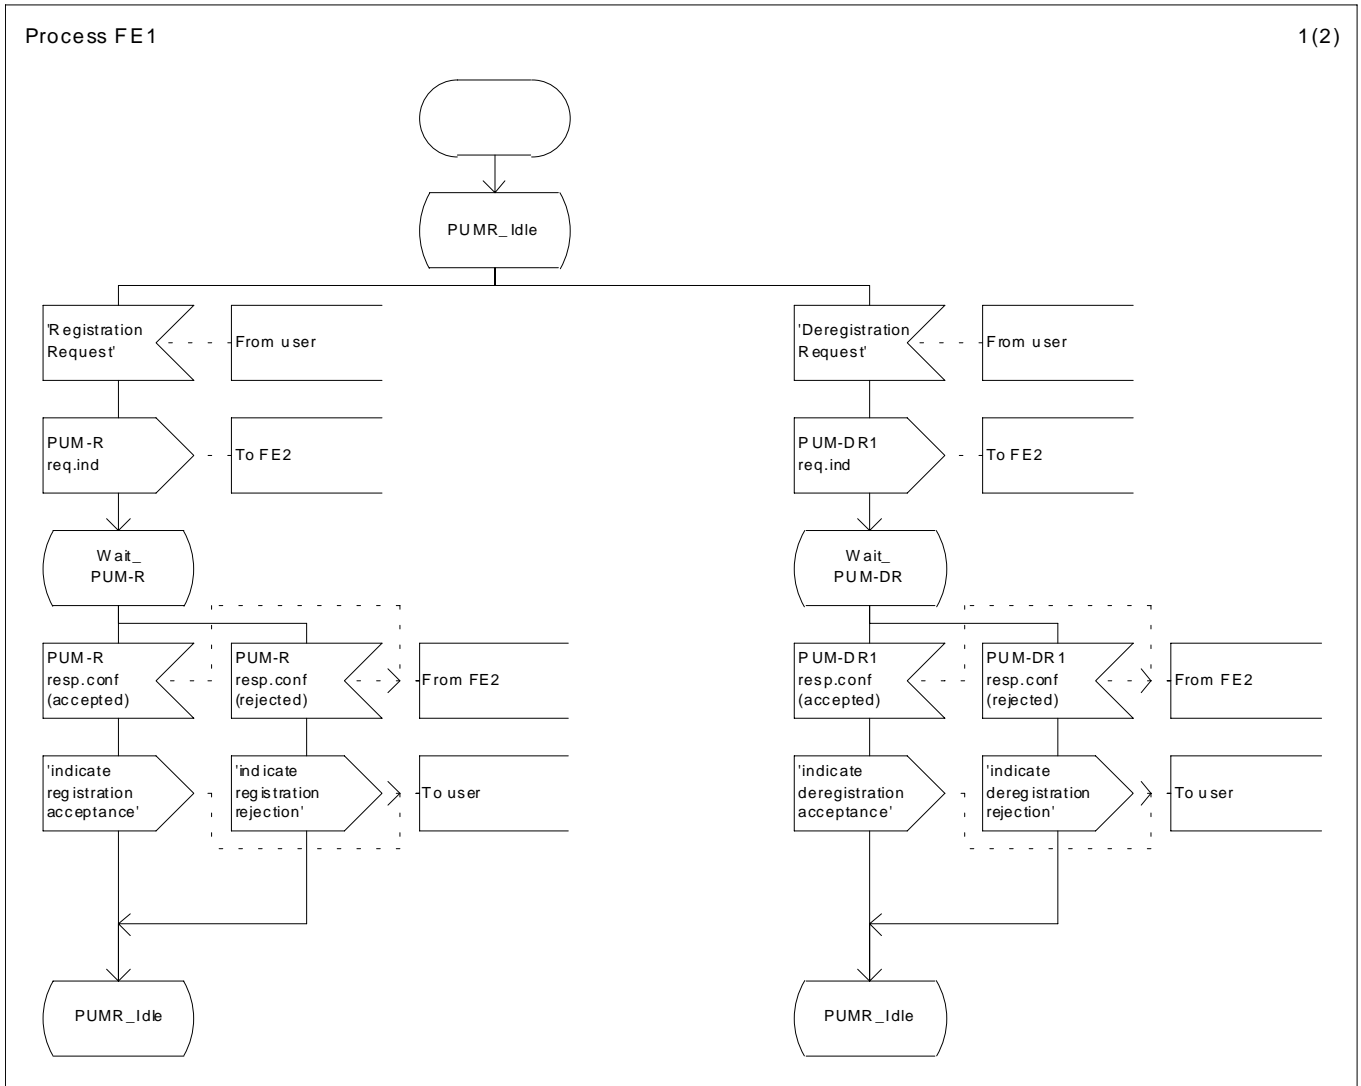 Process FE1
1(2)
PUMR_Idle
'Registration
Request'
From user
'Deregistration
Request'
From user
PUM-R
req.ind
To FE2
PUM-DR1
req.ind
To FE2
Wait_
PUM-R
Wait_
PUM-DR
PUM-R
resp.conf
(accepted)
PUM-R
resp.conf
(rejected)
From FE2
PUM-DR1
resp.conf
(accepted)
PUM-DR1
resp.conf
(rejected)
From FE2
'indicate
registration
acceptance'
'indicate
registration
rejection'
To user
'indicate
deregistration
acceptance'
'indicate
deregistration
rejection'
To user
PUMR_Idle
PUMR_Idle